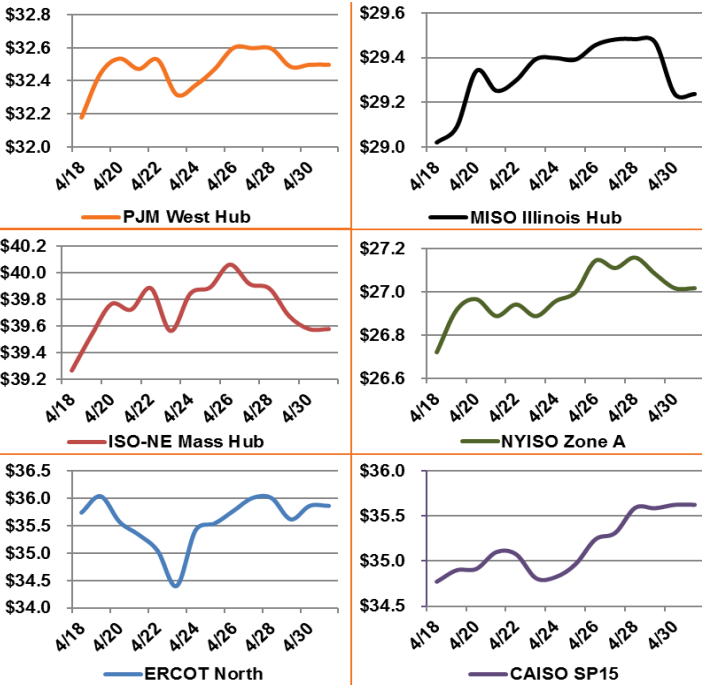 $32.8
$32.6
$32.4
$32.2
$32.0
4/18 4/20 4/22 4/24 4/26 4/28 4/30
PJM West Hub
$29.6
$29.4
$29.2
$29.0
4/18 4/20 4/22 4/24 4/26 4/28 4/30
MISO Illinois Hub
$40.2
$40.0
$39.8
$39.6
$39.4
$39.2
4/18 4/20 4/22 4/24 4/26 4/28 4/30
ISO-NE Mass Hub
$27.2
$27.0
$26.8
$26.6
4/18 4/20 4/22 4/24 4/26 4/28 4/30
NYISO Zone A
$36.5
$36.0
$35.5
$35.0
$34.5
$34.0
4/18 4/20 4/22 4/24 4/26 4/28 4/30
ERCOT North
$36.0
$35.5
$35.0
$34.5
4/18 4/20 4/22 4/24 4/26 4/28 4/30
CAISO SP15